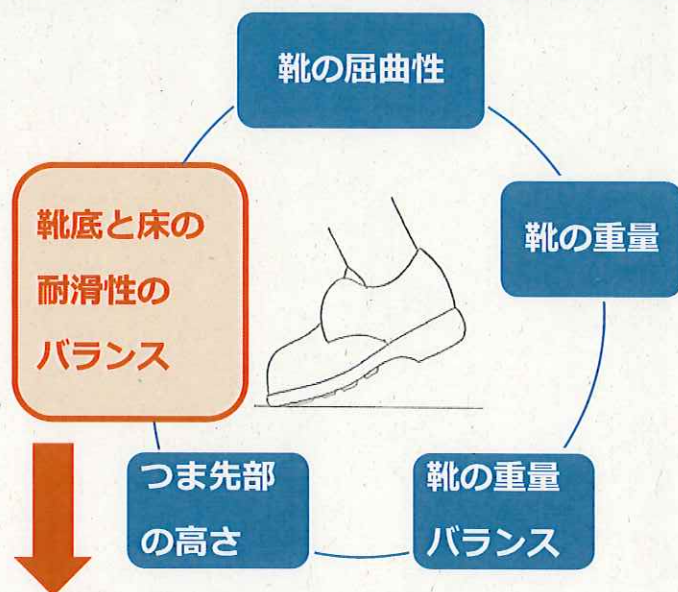 靴の屈曲性
靴の重量
靴の重量
バランス
つま先部
の高さ
靴底と床の
耐滑性の
バランス